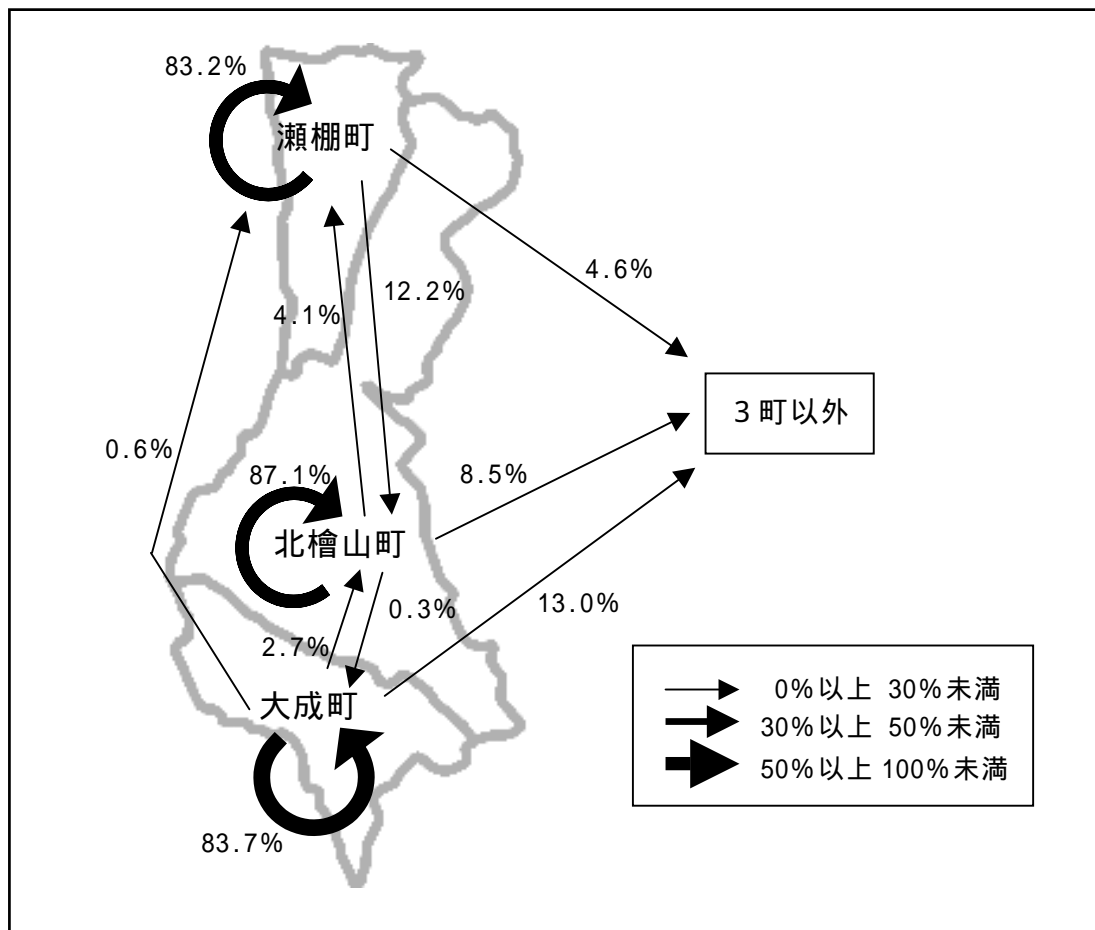 83.2%
瀬棚町
4.6%
12.2%
4.1%
3町以外
0.6%
87.1%
8.5%
北檜山町
0.3%
13.0%
2.7%
大成町
83.7%
0%以上 30%未満
30%以上 50%未満
50%以上 100%未満